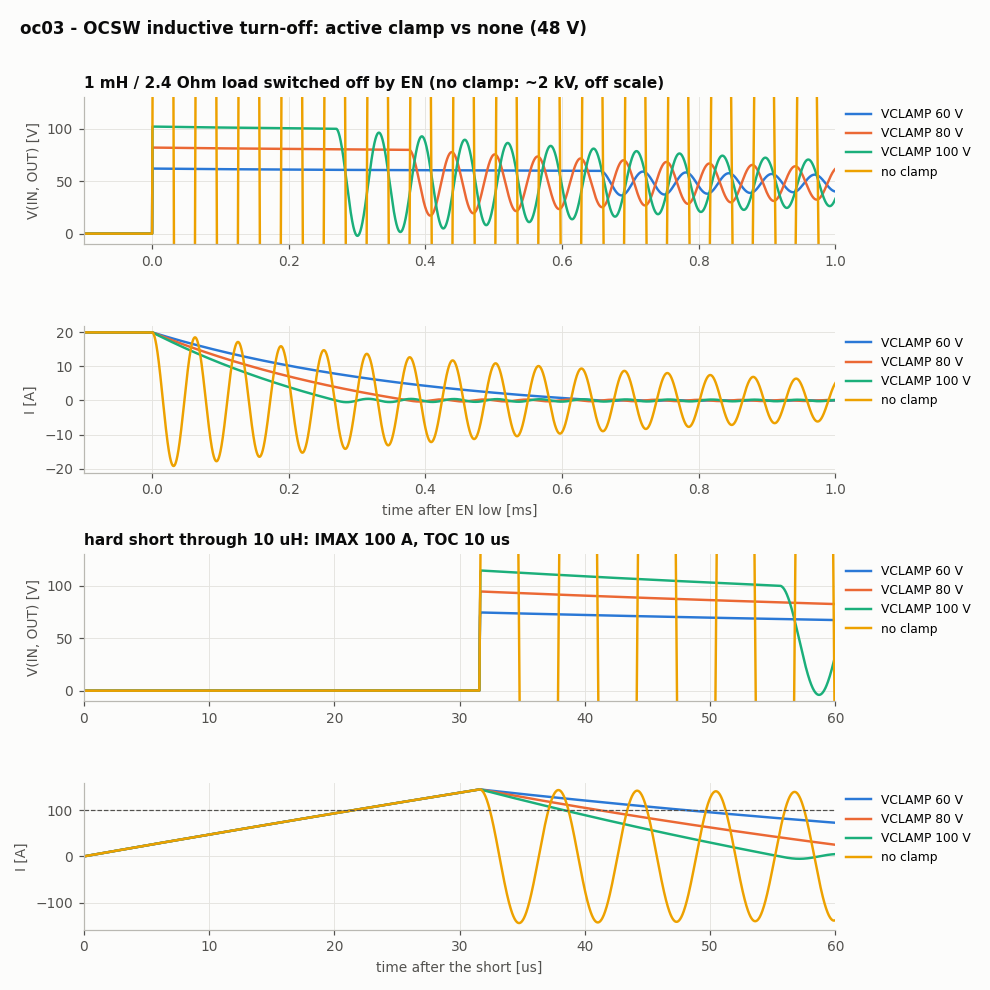 oc03 - OCSW inductive turn-off: active clamp vs none (48 V)
1 mH / 2.4 Ohm load switched off by EN (no clamp: ~2 kV, off scale)
V(IN, OUT) [V]
100
50
0
0.0 0.2 0.4 0.6 0.8 1.0
VCLAMP 60 V
VCLAMP 80 V
VCLAMP 100 V
no clamp
I [A]
20
10
0
−10
−20
0.0 0.2 0.4 0.6 0.8 1.0
time after EN low [ms]
VCLAMP 60 V
VCLAMP 80 V
VCLAMP 100 V
no clamp
hard short through 10 uH: IMAX 100 A, TOC 10 us
V(IN, OUT) [V]
100
50
0
0 10 20 30 40 50 60
VCLAMP 60 V
VCLAMP 80 V
VCLAMP 100 V
no clamp
I [A]
100
0
−100
0 10 20 30 40 50 60
time after the short [us]
VCLAMP 60 V
VCLAMP 80 V
VCLAMP 100 V
no clamp